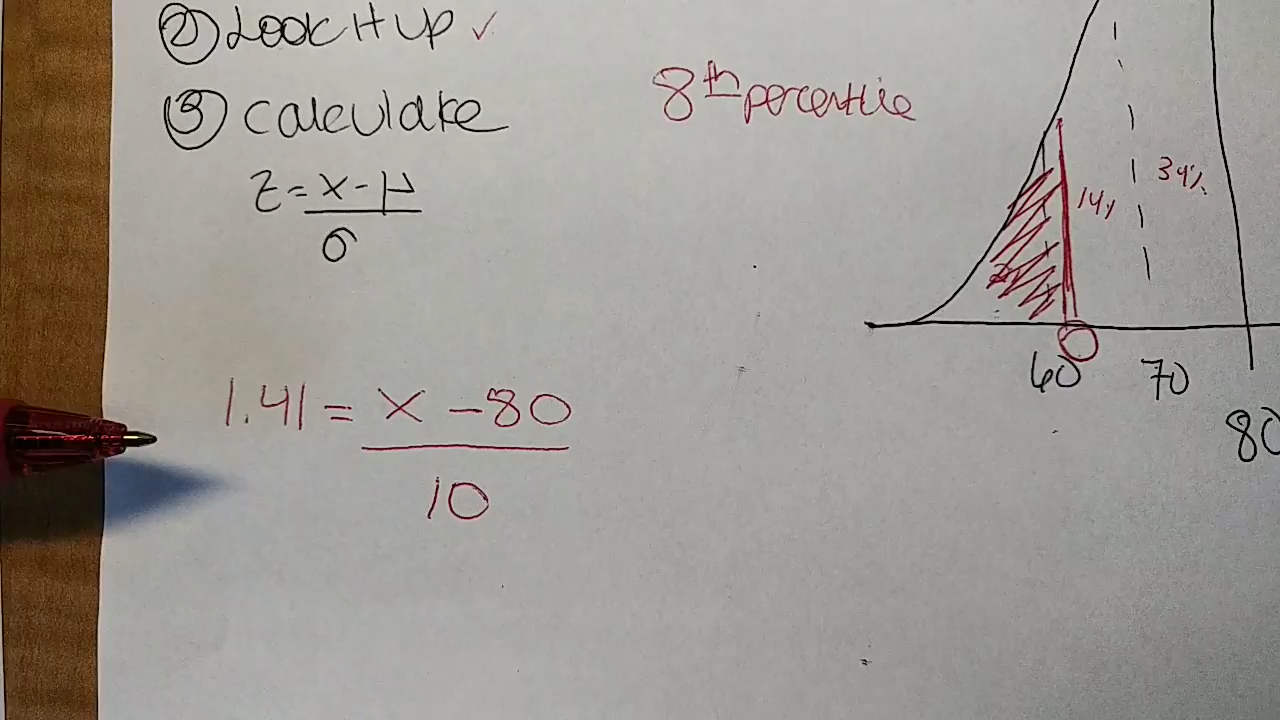 ② Look it up ✓
③ Calculate
z = x - μ
σ
8th percentile
34%
14%
60
70
80
1.41 = x - 80
10